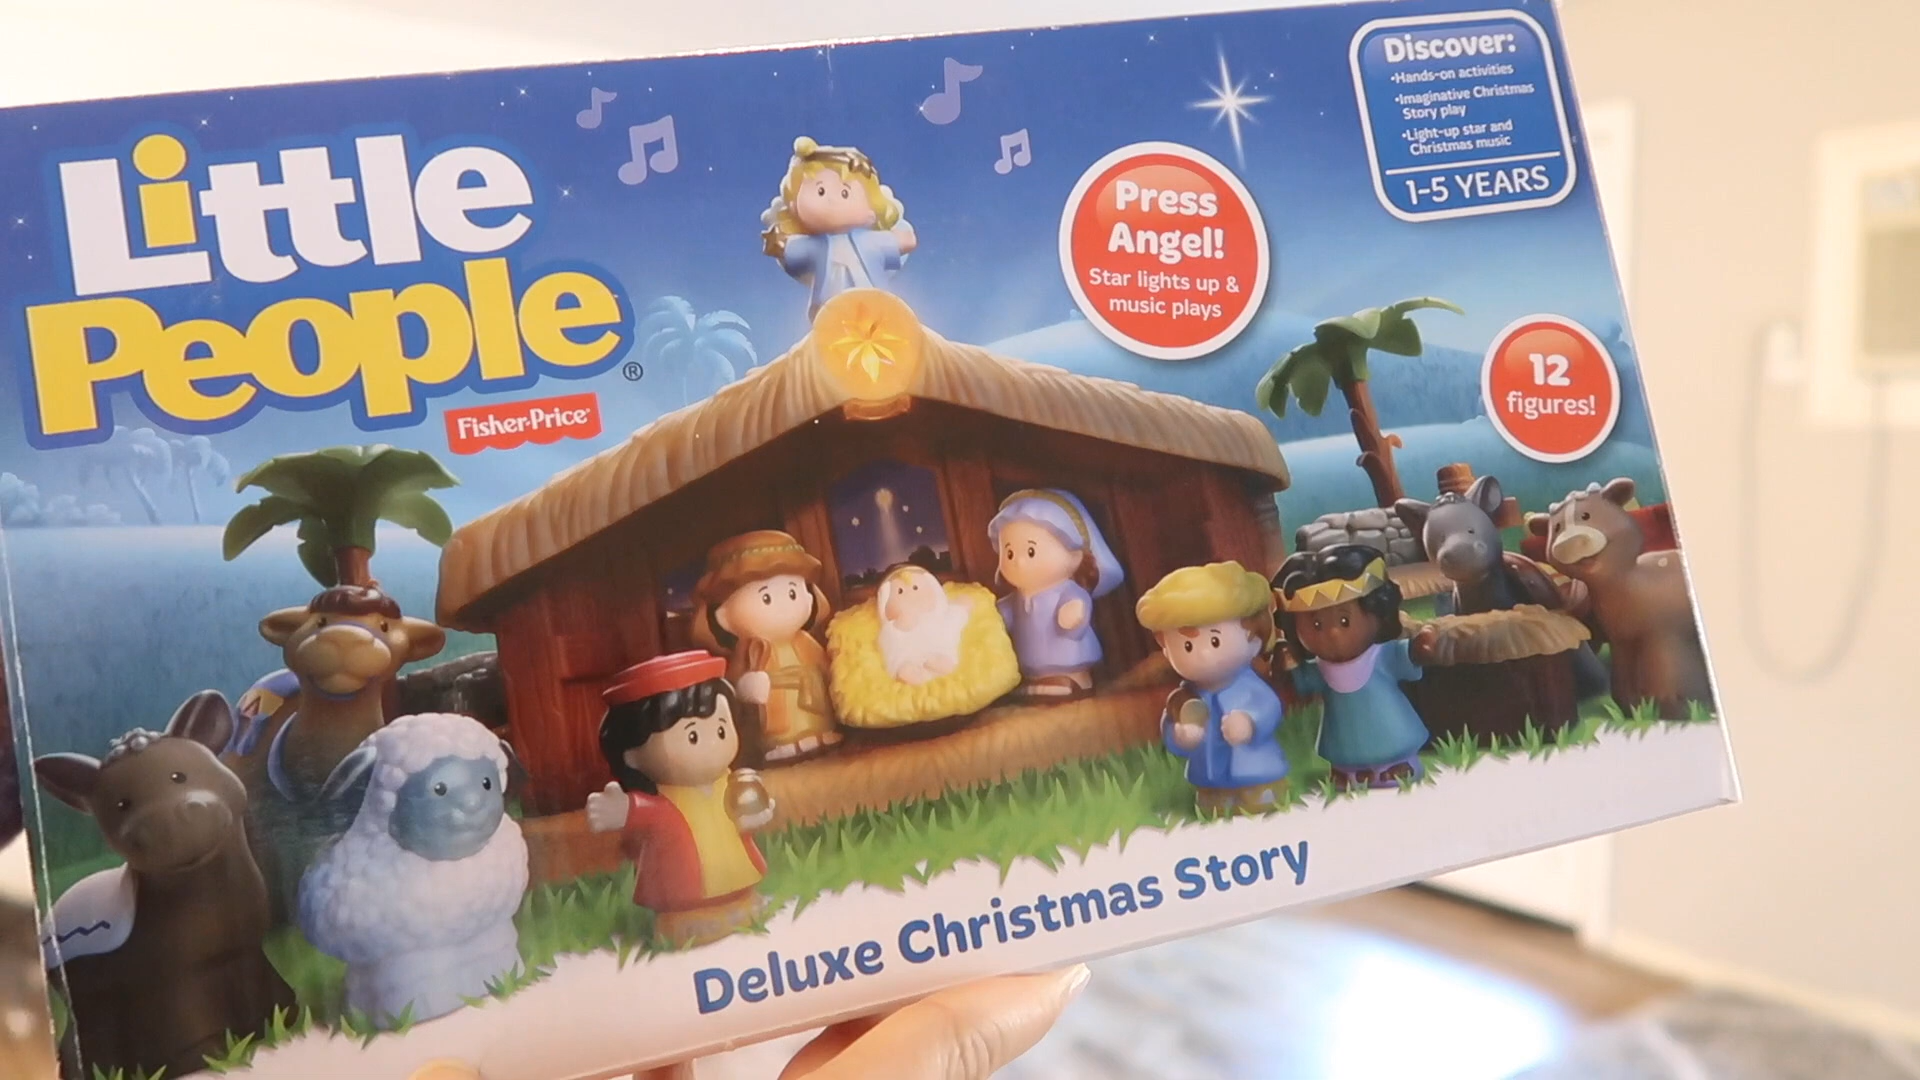 Little
People®
Fisher-Price®
Press
Angel!
Star lights up &
music plays
Discover:
•Hands-on activities
•Imaginative Christmas
Story play
•Light-up star and
Christmas music
1-5 YEARS
12
figures!
Deluxe Christmas Story